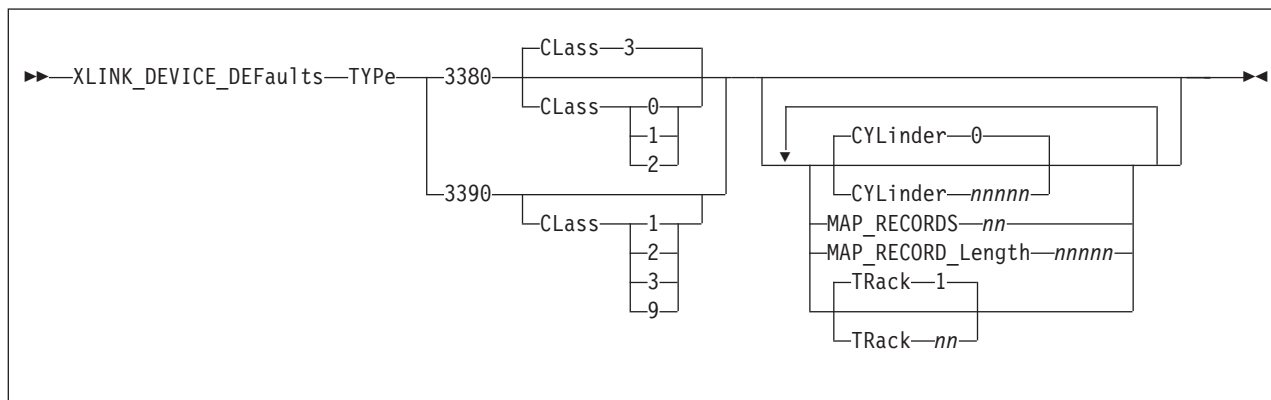 CLass 3
XLINK_DEVICE_DEFaults TYPe 3380
CLass 0
1
2
CYLinder 0
3390
CYLinder nnnnn
CLass 1
MAP_RECORDS nn
2
MAP_RECORD_Length nnnnn
3
TRack 1
9
TRack nn